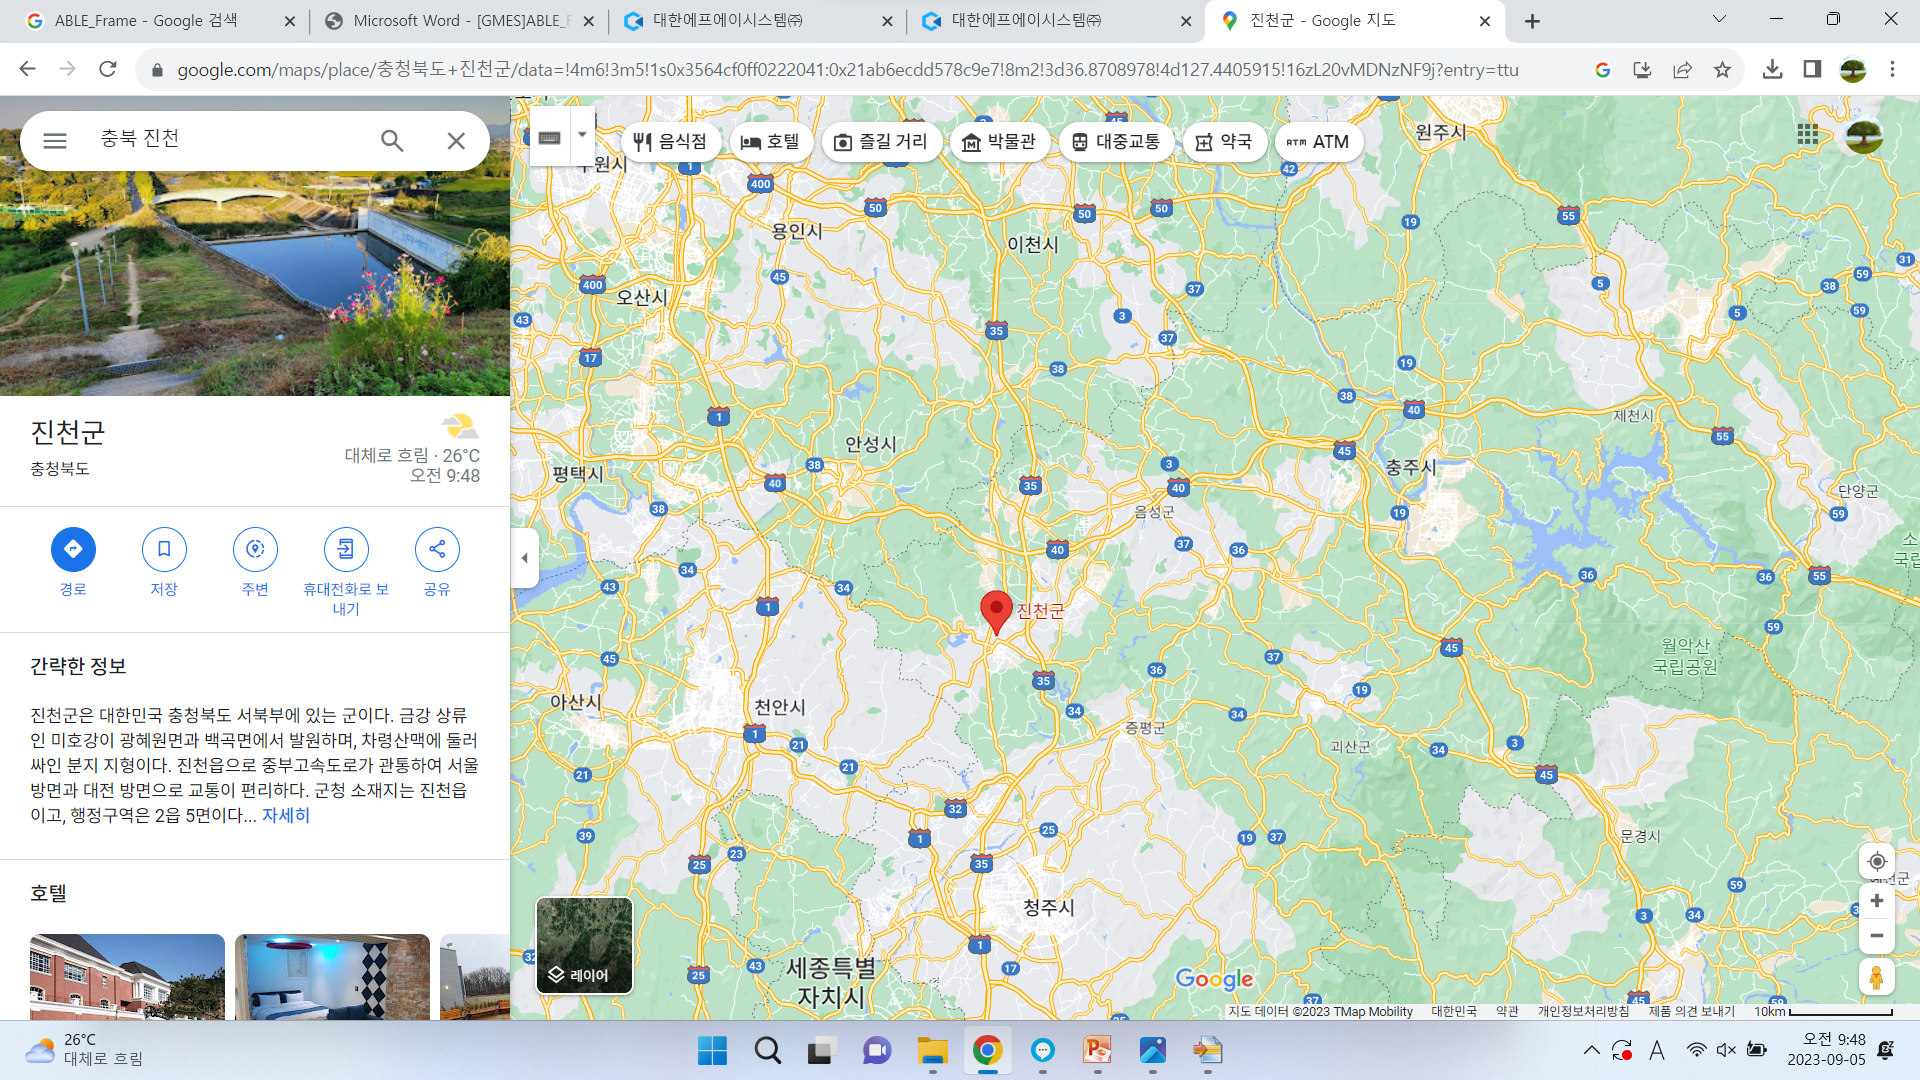 ABLE_Frame - Google 검색
Microsoft Word - [GMES]ABLE_F
대한에프에이시스템㈜
대한에프에이시스템㈜
진천군 - Google 지도
google.com/maps/place/충청북도+진천군/data=!4m6!3m5!1s0x3564cf0ff0222041:0x21ab6ecdd578c9e7!8m2!3d36.8708978!4d127.4405915!16zL20vMDNzNF9j?entry=ttu
충북 진천
음식점
호텔
즐길 거리
박물관
대중교통
약국
ATM
진천군
충청북도
대체로 흐림 · 26°C
오전 9:48
경로
저장
주변
휴대전화로 보
내기
공유
간략한 정보
진천군은 대한민국 충청북도 서북부에 있는 군이다. 금강 상류
인 미호강이 광혜원면과 백곡면에서 발원하며, 차령산맥에 둘러
싸인 분지 지형이다. 진천읍으로 중부고속도로가 관통하여 서울
방면과 대전 방면으로 교통이 편리하다. 군청 소재지는 진천읍
이고, 행정구역은 2읍 5면이다... 자세히
호텔
원주시
용인시
이천시
오산시
안성시
평택시
제천시
충주시
단양군
음성군
진천군
월악산
국립공원
아산시
천안시
증평군
괴산군
문경시
청주시
세종특별
자치시
레이어
Google
지도 데이터 ©2023 TMap Mobility
대한민국
약관
개인정보처리방침
제품 의견 보내기
10km
26°C
대체로 흐림
오전 9:48
2023-09-05